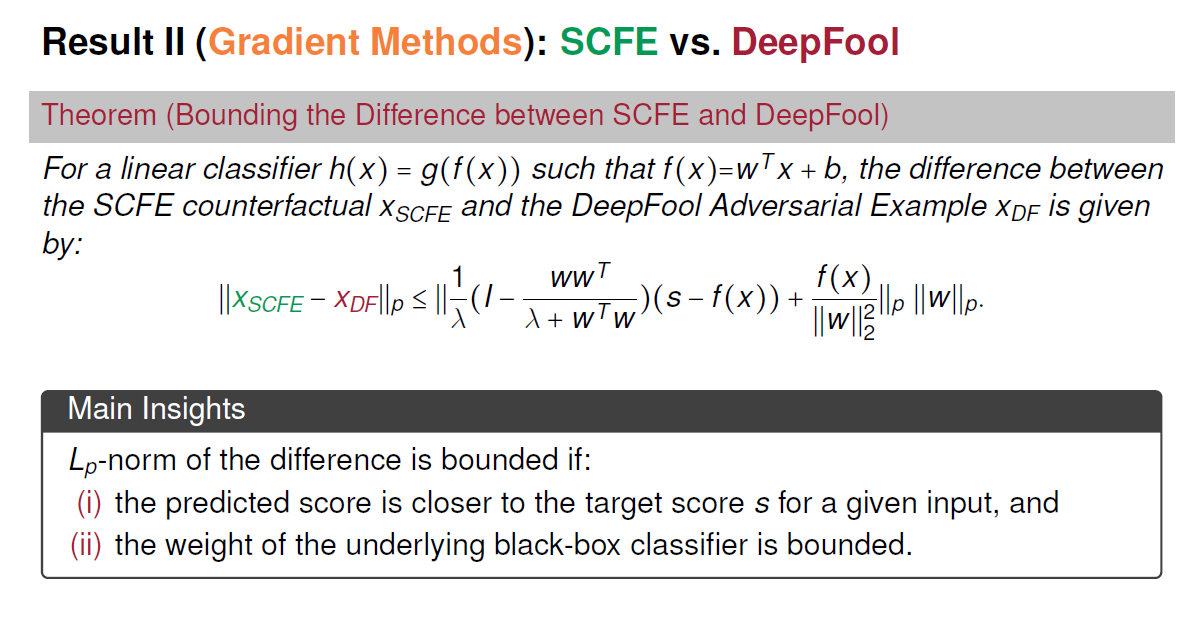 Result II (Gradient Methods): SCFE vs. DeepFool
Theorem (Bounding the Difference between SCFE and DeepFool)
For a linear classifier h(x) = g(f(x)) such that f(x)=wᵀx + b, the difference between
the SCFE counterfactual x_SCFE and the DeepFool Adversarial Example x_DF is given
by:
||x_SCFE − x_DF||_p ≤ ||1/λ (I − wwᵀ/(λ + wᵀw))(s − f(x)) + f(x)/||w||₂²||_p ||w||_p.
Main Insights
L_p-norm of the difference is bounded if:
(i) the predicted score is closer to the target score s for a given input, and
(ii) the weight of the underlying black-box classifier is bounded.